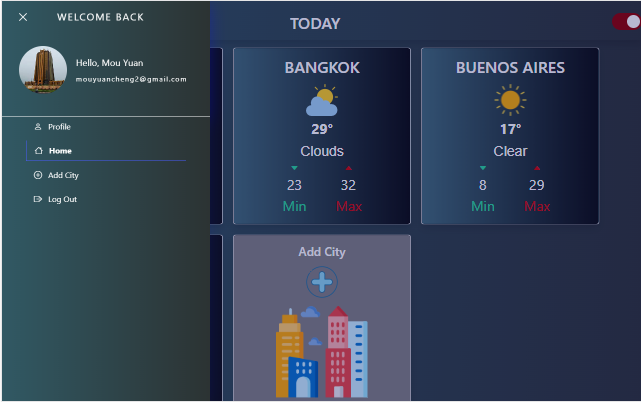 WELCOME BACK
Hello, Mou Yuan
mouyuancheng2@gmail.com
Profile
Home
Add City
Log Out
TODAY
BANGKOK
29°
Clouds
23 32
Min Max
BUENOS AIRES
17°
Clear
8 29
Min Max
Add City